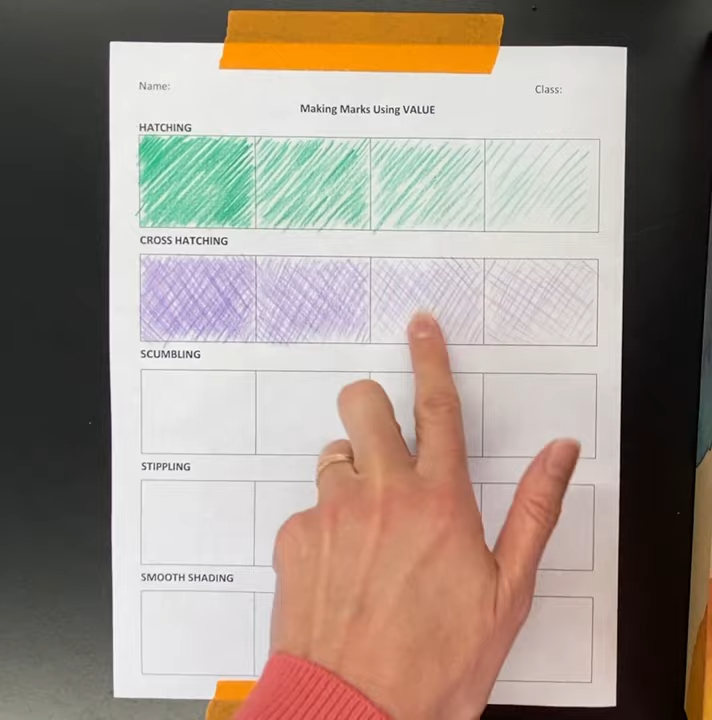 Name:
Class:
Making Marks Using VALUE
HATCHING
CROSS HATCHING
SCUMBLING
STIPPLING
SMOOTH SHADING